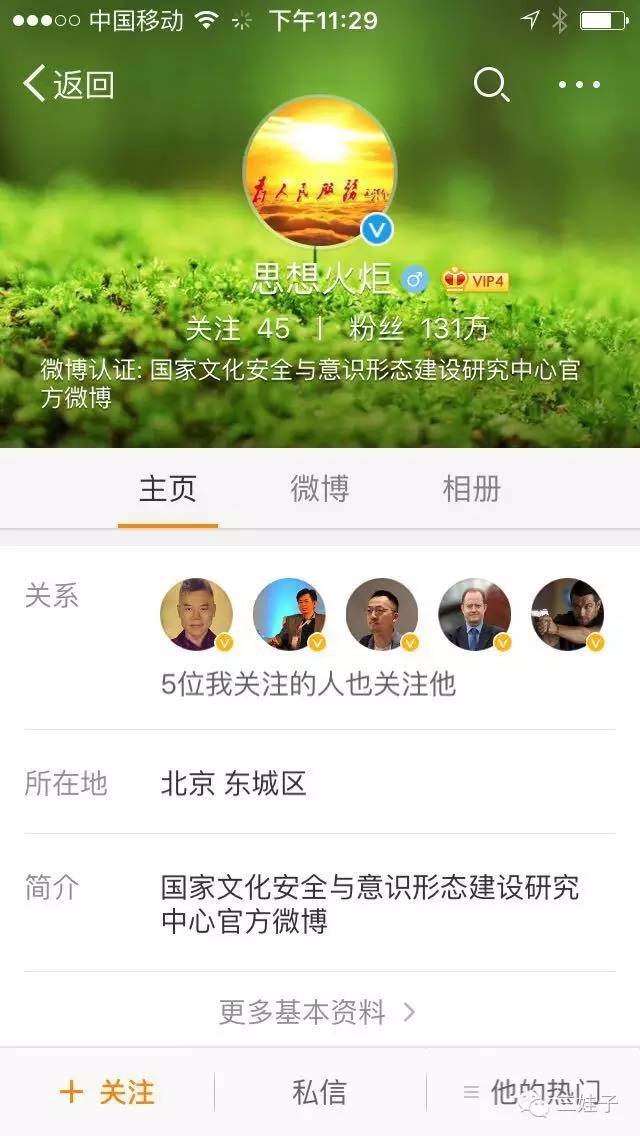 中国移动 下午11:29
返回
为人民服务
思想火炬 VIP4
关注 45 | 粉丝 131万
微博认证: 国家文化安全与意识形态建设研究中心官
方微博
主页 微博 相册
关系
5位我关注的人也关注他
所在地 北京 东城区
简介 国家文化安全与意识形态建设研究
中心官方微博
更多基本资料
+ 关注 私信 他的热门
二娃子